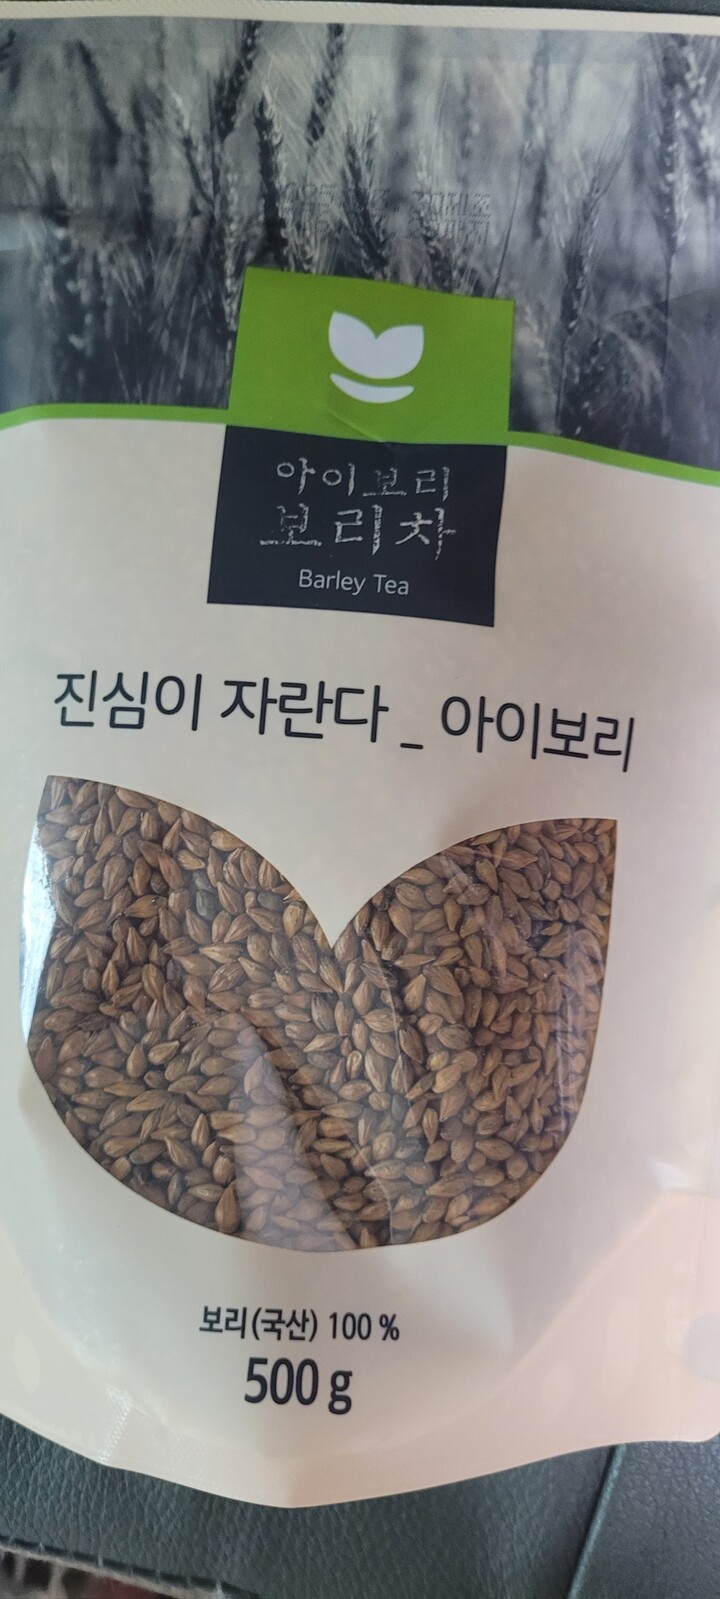 아이보리
보리차
Barley Tea
진심이 자란다 _ 아이보리
보리(국산) 100 %
500 g